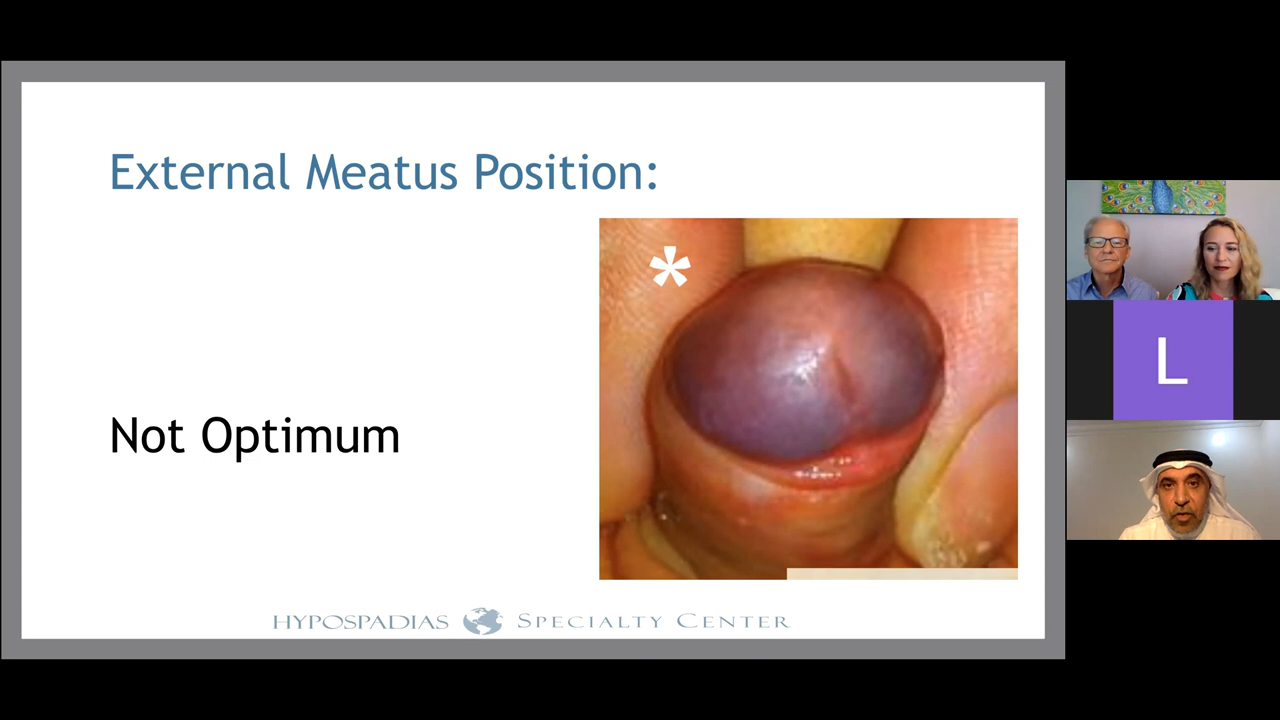 External Meatus Position:
*
Not Optimum
HYPOSPADIAS SPECIALTY CENTER
L